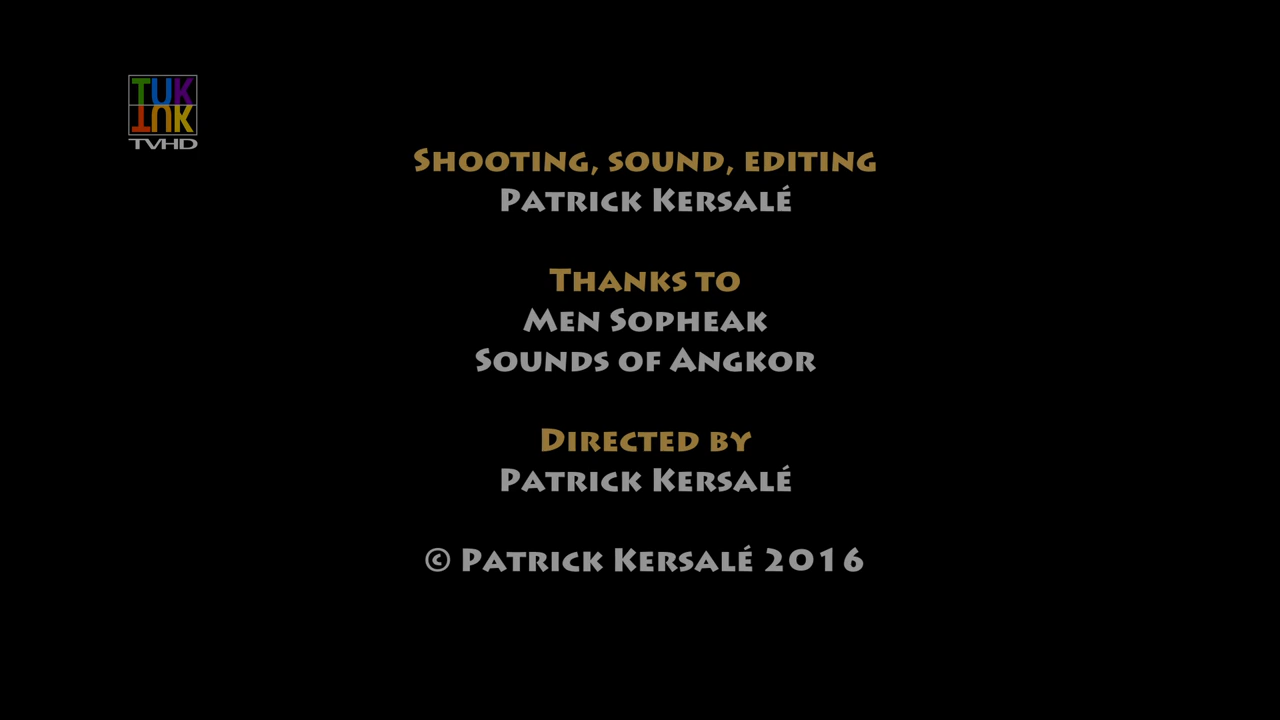 TUK
TUK
TVHD
Shooting, sound, editing
Patrick Kersalé
Thanks to
Men Sopheak
Sounds of Angkor
Directed by
Patrick Kersalé
© Patrick Kersalé 2016